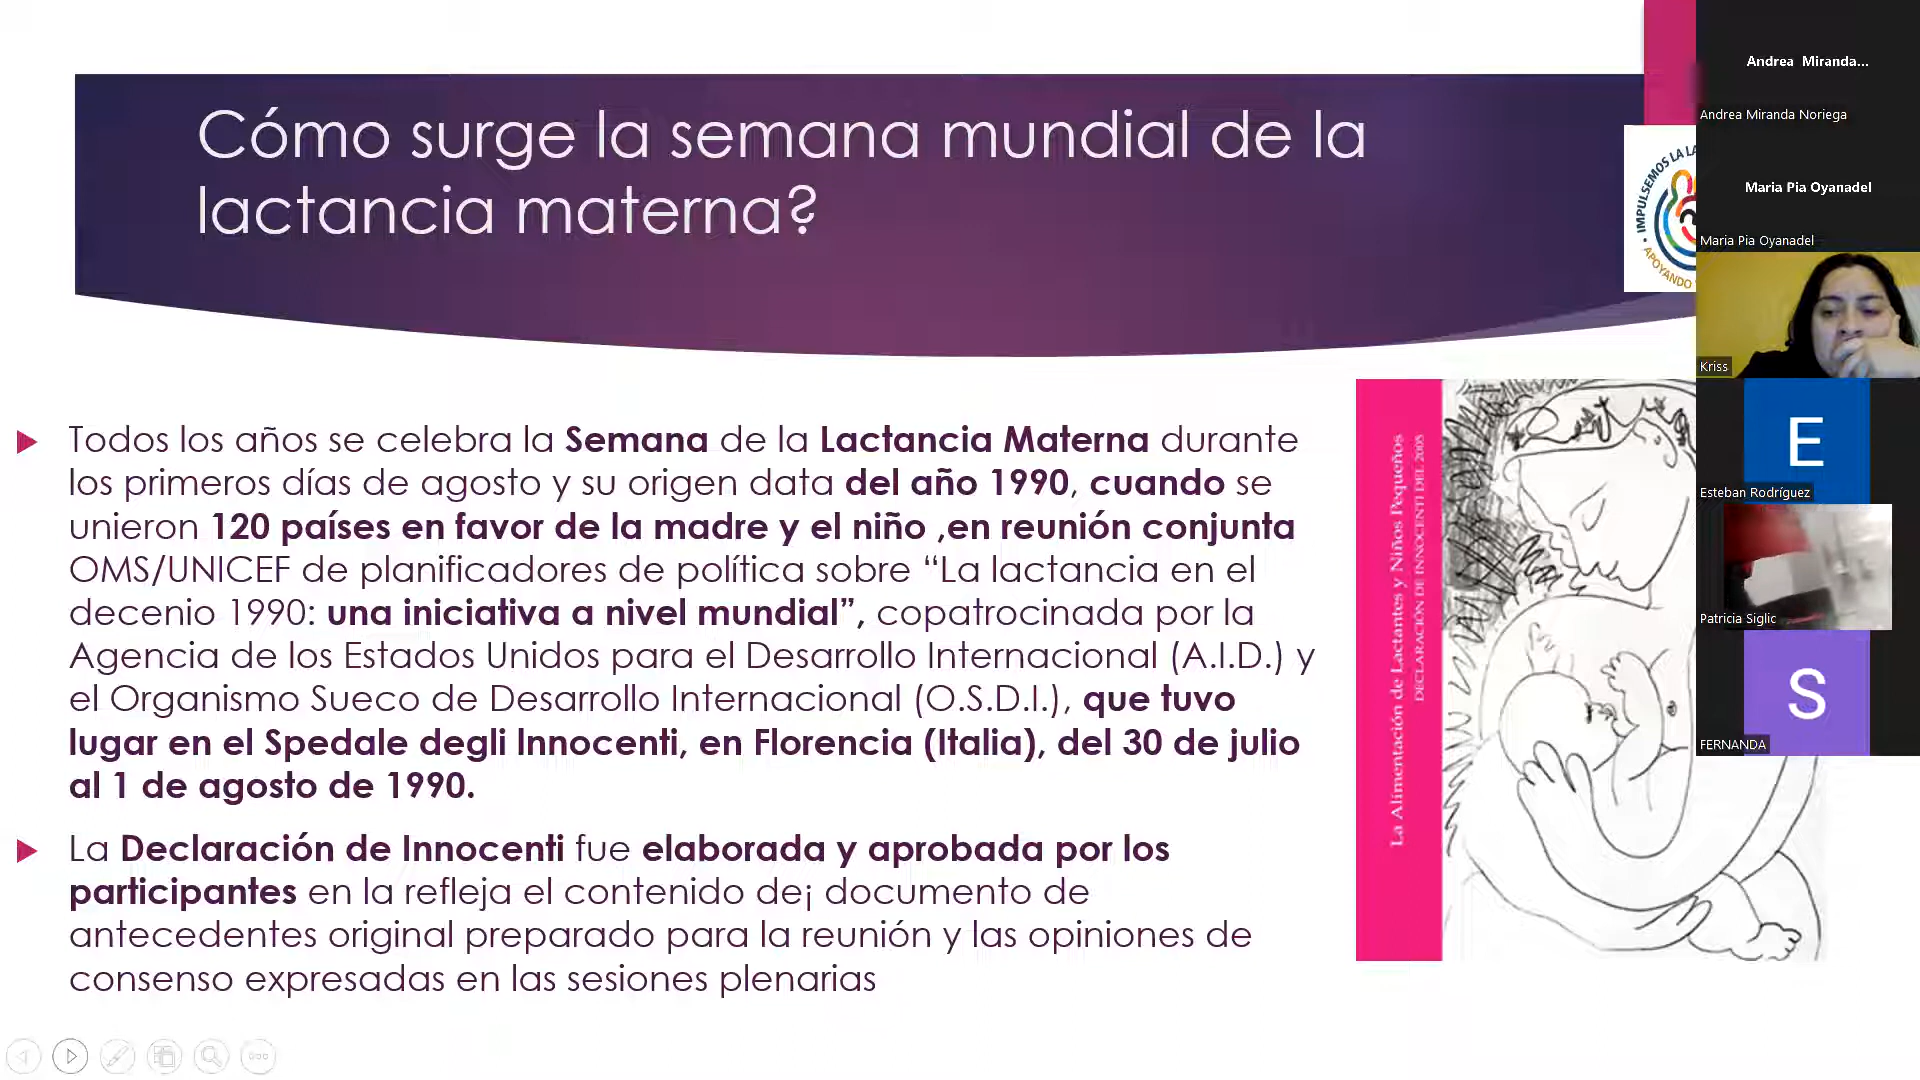 Cómo surge la semana mundial de la
lactancia materna?
Todos los años se celebra la Semana de la Lactancia Materna durante
los primeros días de agosto y su origen data del año 1990, cuando se
unieron 120 países en favor de la madre y el niño ,en reunión conjunta
OMS/UNICEF de planificadores de política sobre “La lactancia en el
decenio 1990: una iniciativa a nivel mundial”, copatrocinada por la
Agencia de los Estados Unidos para el Desarrollo Internacional (A.I.D.) y
el Organismo Sueco de Desarrollo Internacional (O.S.D.I.), que tuvo
lugar en el Spedale degli Innocenti, en Florencia (Italia), del 30 de julio
al 1 de agosto de 1990.
La Declaración de Innocenti fue elaborada y aprobada por los
participantes en la refleja el contenido de¡ documento de
antecedentes original preparado para la reunión y las opiniones de
consenso expresadas en las sesiones plenarias
La Alimentación de Lactantes y Niños Pequeños
DECLARACIÓN DE INNOCENTI DEL 2005
IMPULSEMOS LA
APOYANDO
Andrea Miranda...
Andrea Miranda Noriega
Maria Pia Oyanadel
Maria Pia Oyanadel
Kriss
E
Esteban Rodríguez
Patricia Siglic
S
FERNANDA